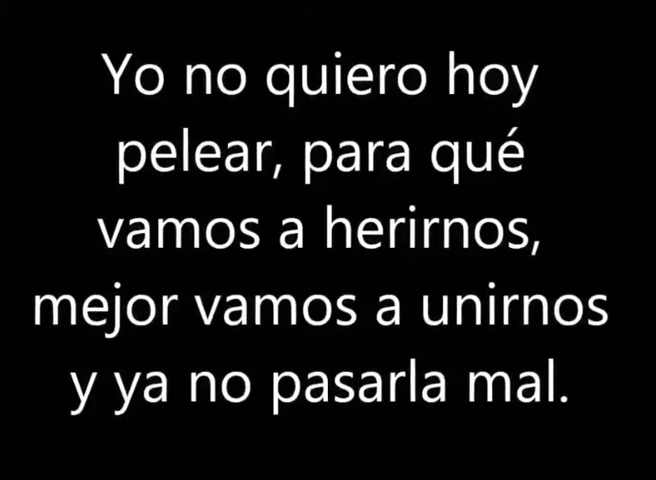 Yo no quiero hoy
pelear, para qué
vamos a herirnos,
mejor vamos a unirnos
y ya no pasarla mal.